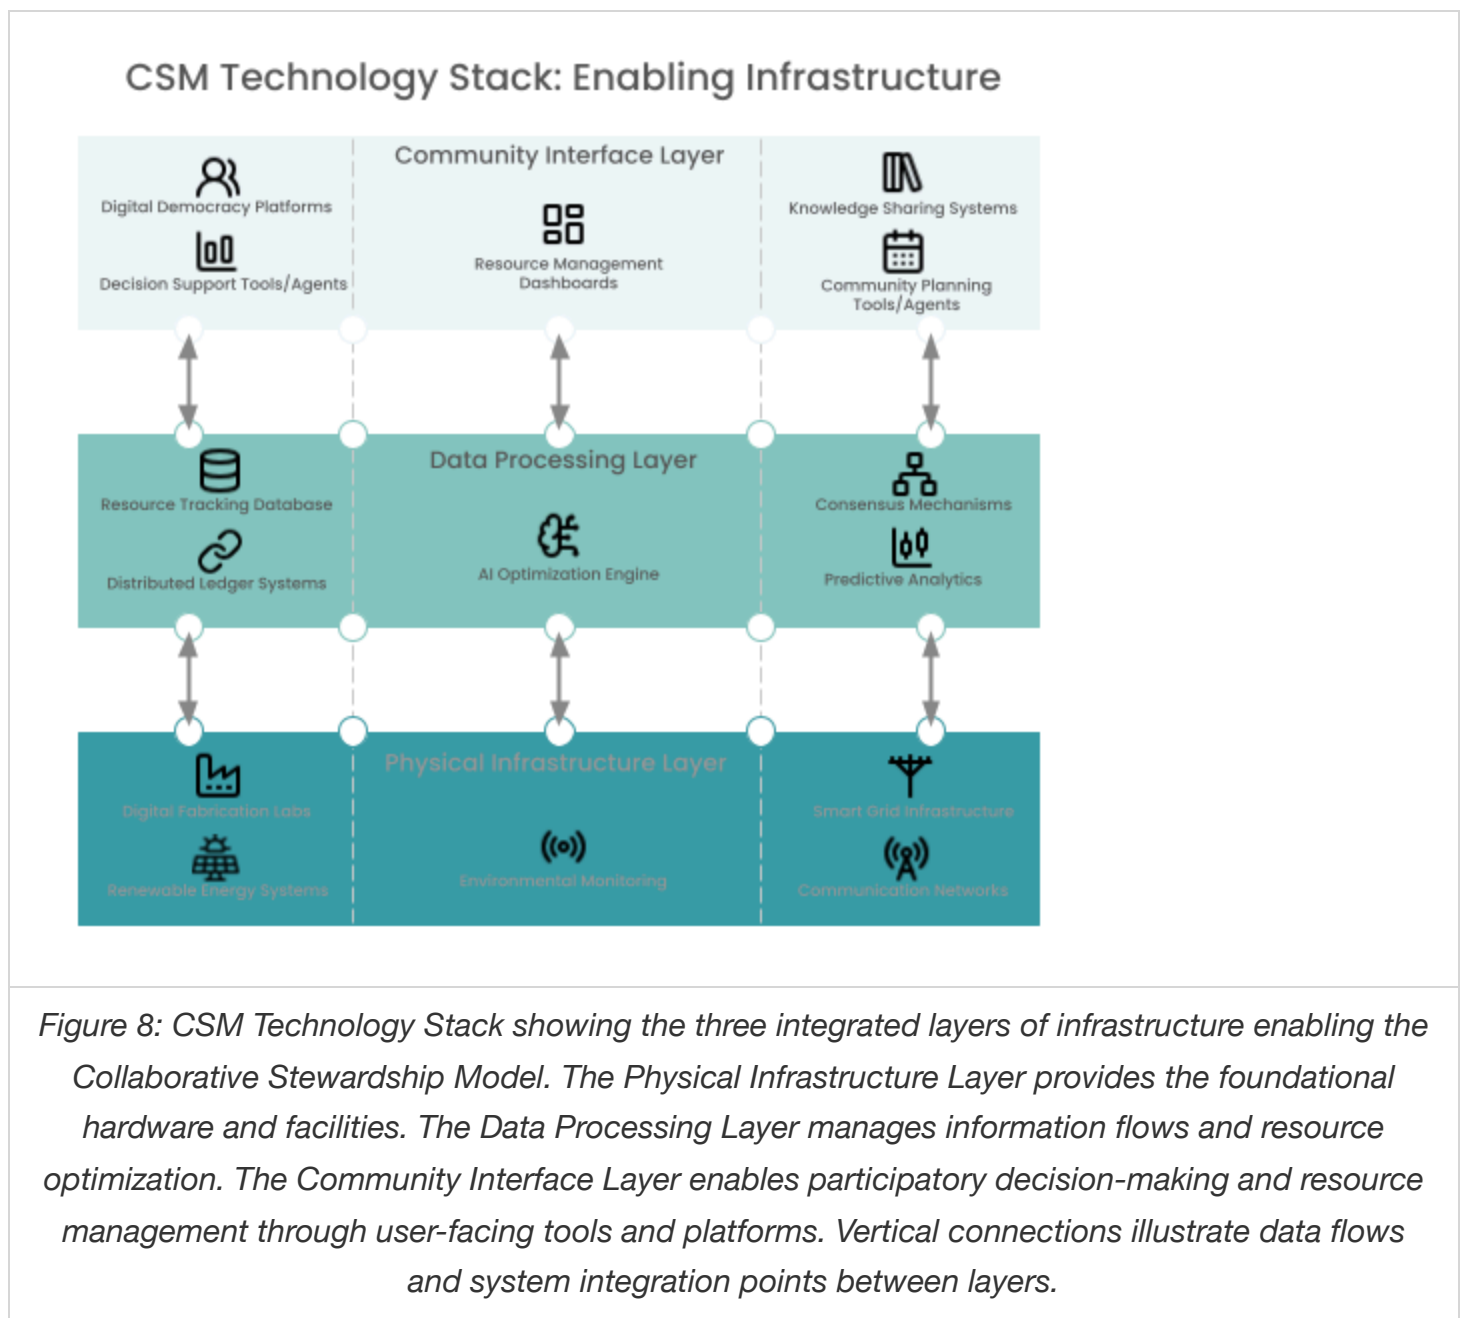 CSM Technology Stack: Enabling Infrastructure
Community Interface Layer
Digital Democracy Platforms
Decision Support Tools/Agents
Resource Management
Dashboards
Knowledge Sharing Systems
Community Planning
Tools/Agents
Data Processing Layer
Resource Tracking Database
Distributed Ledger Systems
AI Optimization Engine
Consensus Mechanisms
Predictive Analytics
Physical Infrastructure Layer
Digital Fabrication Labs
Renewable Energy Systems
Environmental Monitoring
Smart Grid Infrastructure
Communication Networks
Figure 8: CSM Technology Stack showing the three integrated layers of infrastructure enabling the
Collaborative Stewardship Model. The Physical Infrastructure Layer provides the foundational
hardware and facilities. The Data Processing Layer manages information flows and resource
optimization. The Community Interface Layer enables participatory decision-making and resource
management through user-facing tools and platforms. Vertical connections illustrate data flows
and system integration points between layers.